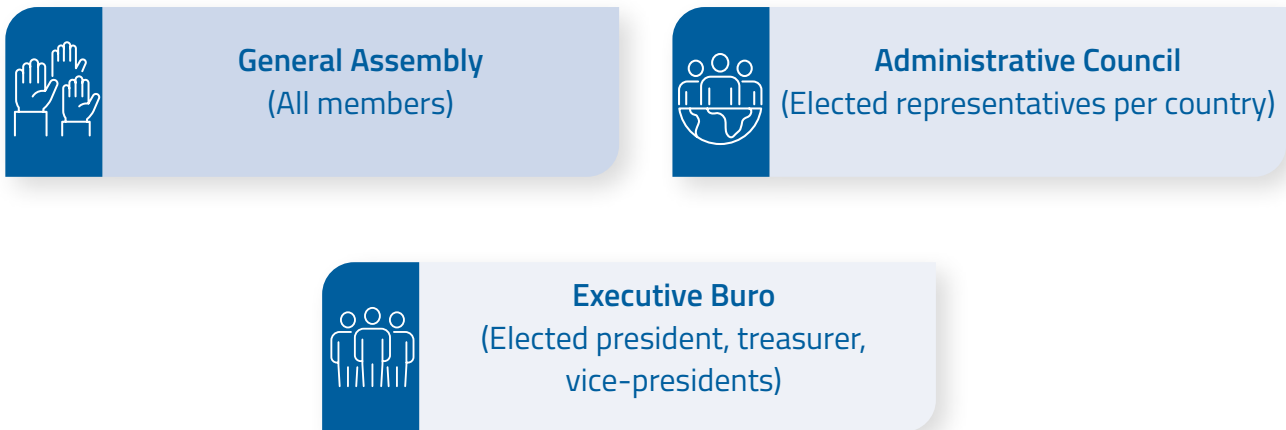 General Assembly
(All members)
Administrative Council
(Elected representatives per country)
Executive Buro
(Elected president, treasurer,
vice-presidents)